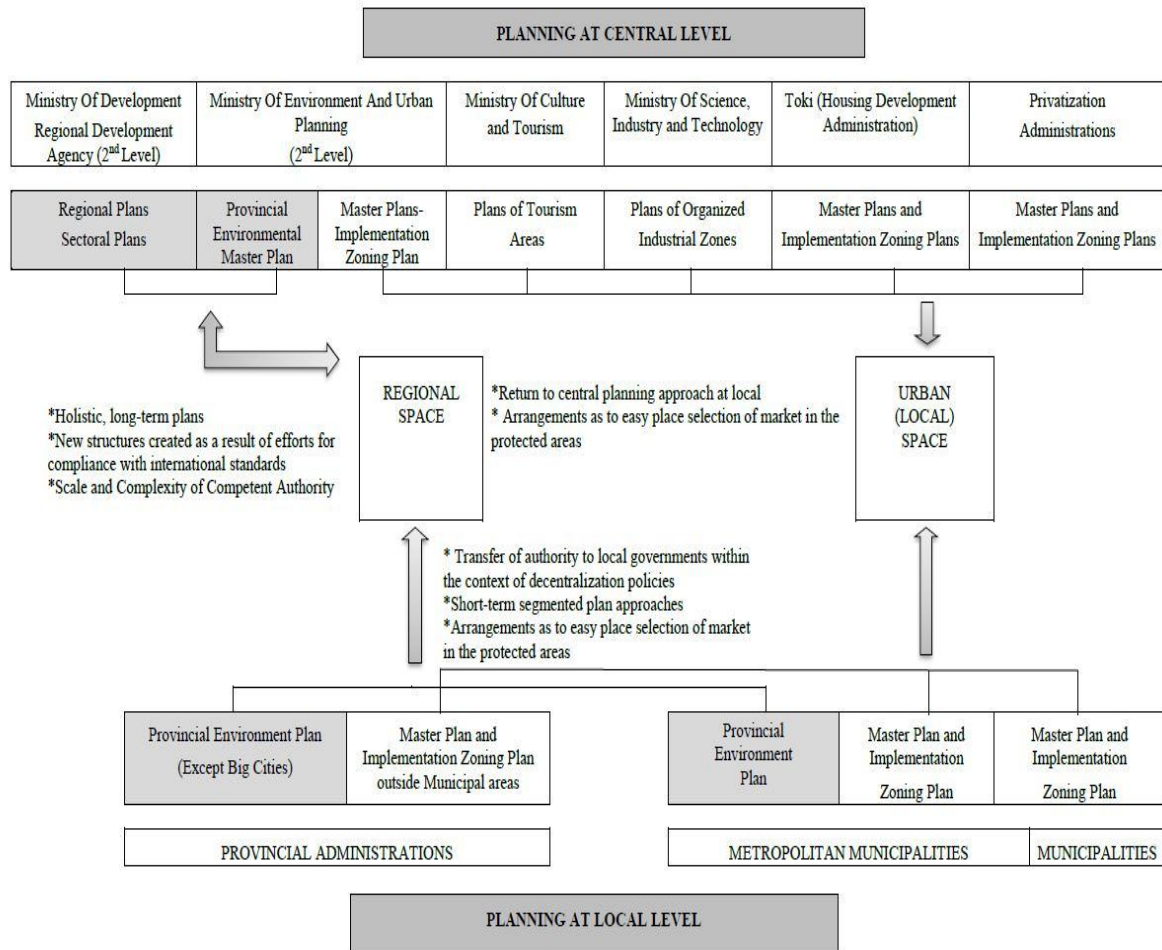 PLANNING AT CENTRAL LEVEL
Ministry Of Development
Regional Development
Agency (2nd Level)
Ministry Of Environment And Urban
Planning
(2nd Level)
Ministry Of Culture
and Tourism
Ministry Of Science,
Industry and Technology
Toki (Housing Development
Administration)
Privatization
Administrations
Regional Plans
Sectoral Plans
Provincial
Environmental
Master Plan
Master Plans-
Implementation
Zoning Plan
Plans of Tourism
Areas
Plans of Organized
Industrial Zones
Master Plans and
Implementation Zoning Plans
Master Plans and
Implementation Zoning Plans
*Holistic, long-term plans
*New structures created as a result of efforts for
compliance with international standards
*Scale and Complexity of Competent Authority
REGIONAL
SPACE
*Return to central planning approach at local
* Arrangements as to easy place selection of market in the
protected areas
URBAN
(LOCAL)
SPACE
* Transfer of authority to local governments within
the context of decentralization policies
*Short-term segmented plan approaches
*Arrangements as to easy place selection of market
in the protected areas
Provincial Environment Plan
(Except Big Cities)
Master Plan and
Implementation Zoning Plan
outside Municipal areas
Provincial
Environment
Plan
Master Plan and
Implementation
Zoning Plan
Master Plan and
Implementation
Zoning Plan
PROVINCIAL ADMINISTRATIONS
METROPOLITAN MUNICIPALITIES
MUNICIPALITIES
PLANNING AT LOCAL LEVEL